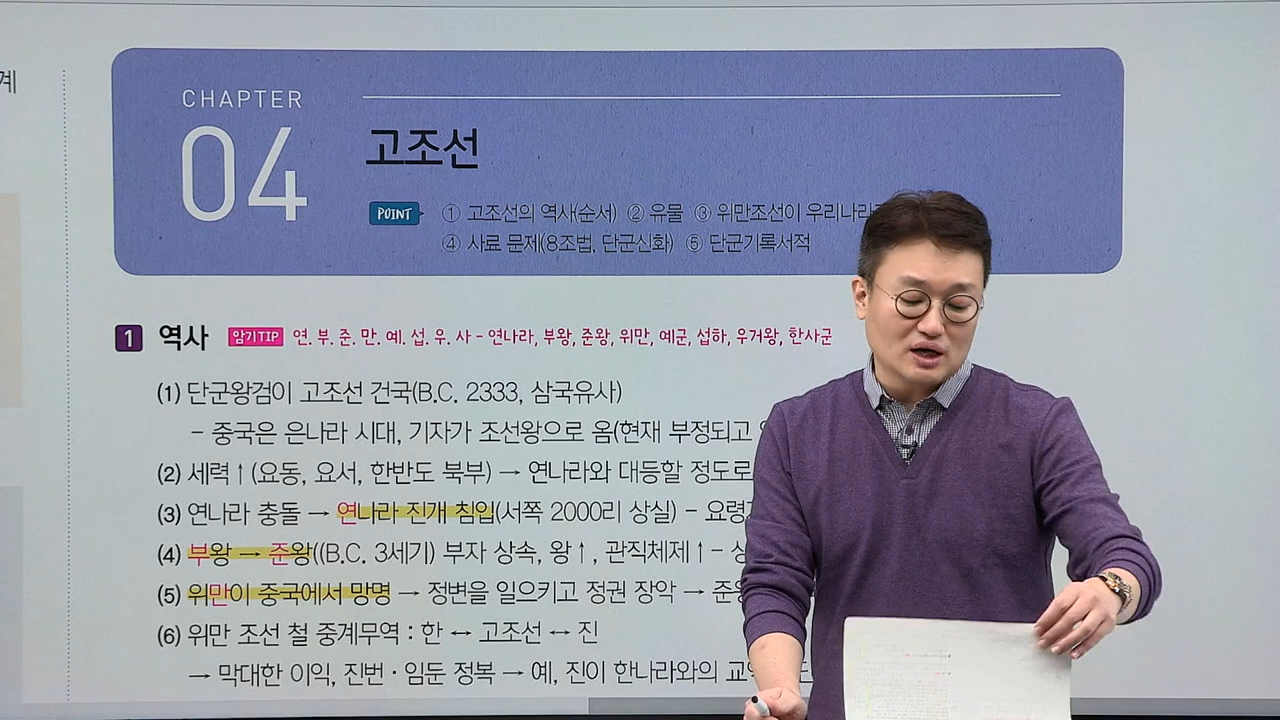 계
CHAPTER
04
고조선
POINT ① 고조선의 역사(순서) ② 유물 ③ 위만조선이 우리나라
④ 사료 문제(8조법, 단군신화) ⑤ 단군기록서적
1 역사 암기TIP 연. 부. 준. 만. 예. 섭. 우. 사 - 연나라, 부왕, 준왕, 위만, 예군, 섭하, 우거왕, 한사군
(1) 단군왕검이 고조선 건국(B.C. 2333, 삼국유사)
- 중국은 은나라 시대, 기자가 조선왕으로 옴(현재 부정되고
(2) 세력↑(요동, 요서, 한반도 북부) → 연나라와 대등할 정도로
(3) 연나라 충돌 → 연나라 진개 침입(서쪽 2000리 상실) - 요령
(4) 부왕 → 준왕((B.C. 3세기) 부자 상속, 왕↑, 관직체제↑-
(5) 위만이 중국에서 망명 → 정변을 일으키고 정권 장악 → 준
(6) 위만 조선 철 중계무역 : 한 ↔ 고조선 ↔ 진
→ 막대한 이익, 진번·임둔 정복 → 예, 진이 한나라와의